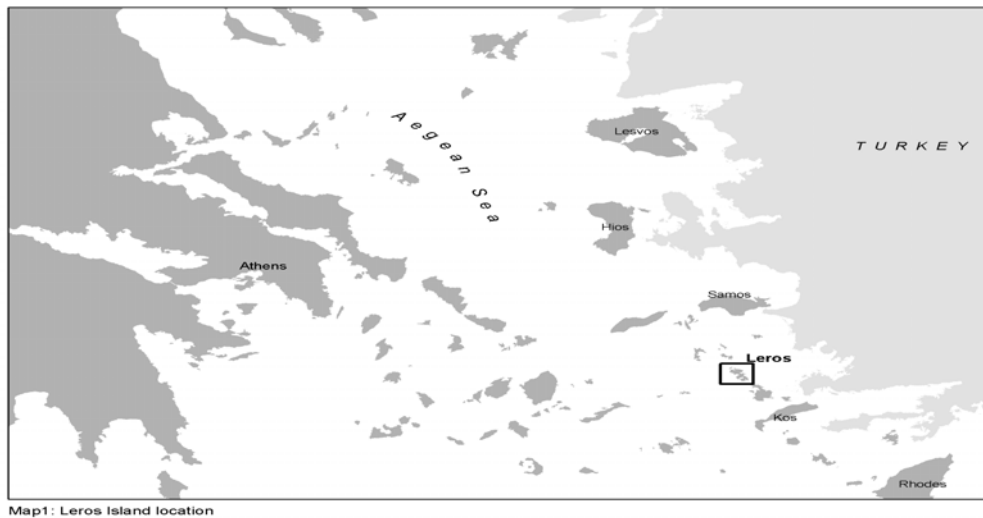 Aegean Sea
Lesvos
TURKEY
Hios
Athens
Samos
Leros
Kos
Rhodes
Map1: Leros Island location